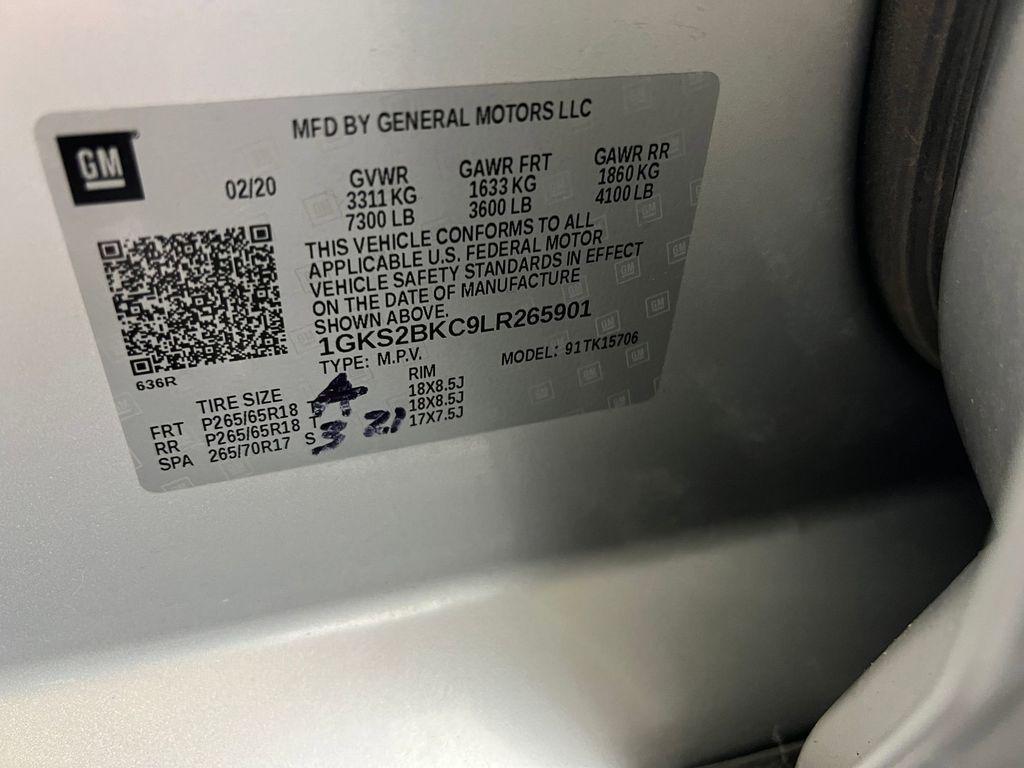 GM
MFD BY GENERAL MOTORS LLC
02/20
GVWR
3311 KG
7300 LB
GAWR FRT
1633 KG
3600 LB
GAWR RR
1860 KG
4100 LB
THIS VEHICLE CONFORMS TO ALL
APPLICABLE U.S. FEDERAL MOTOR
VEHICLE SAFETY STANDARDS IN EFFECT
ON THE DATE OF MANUFACTURE
SHOWN ABOVE.
1GKS2BKC9LR265901
TYPE: M.P.V.
MODEL: 91TK15706
636R
TIRE SIZE RIM
FRT P265/65R18 18X8.5J
RR P265/65R18 T 18X8.5J
SPA 265/70R17 S 17X7.5J
A
3 21